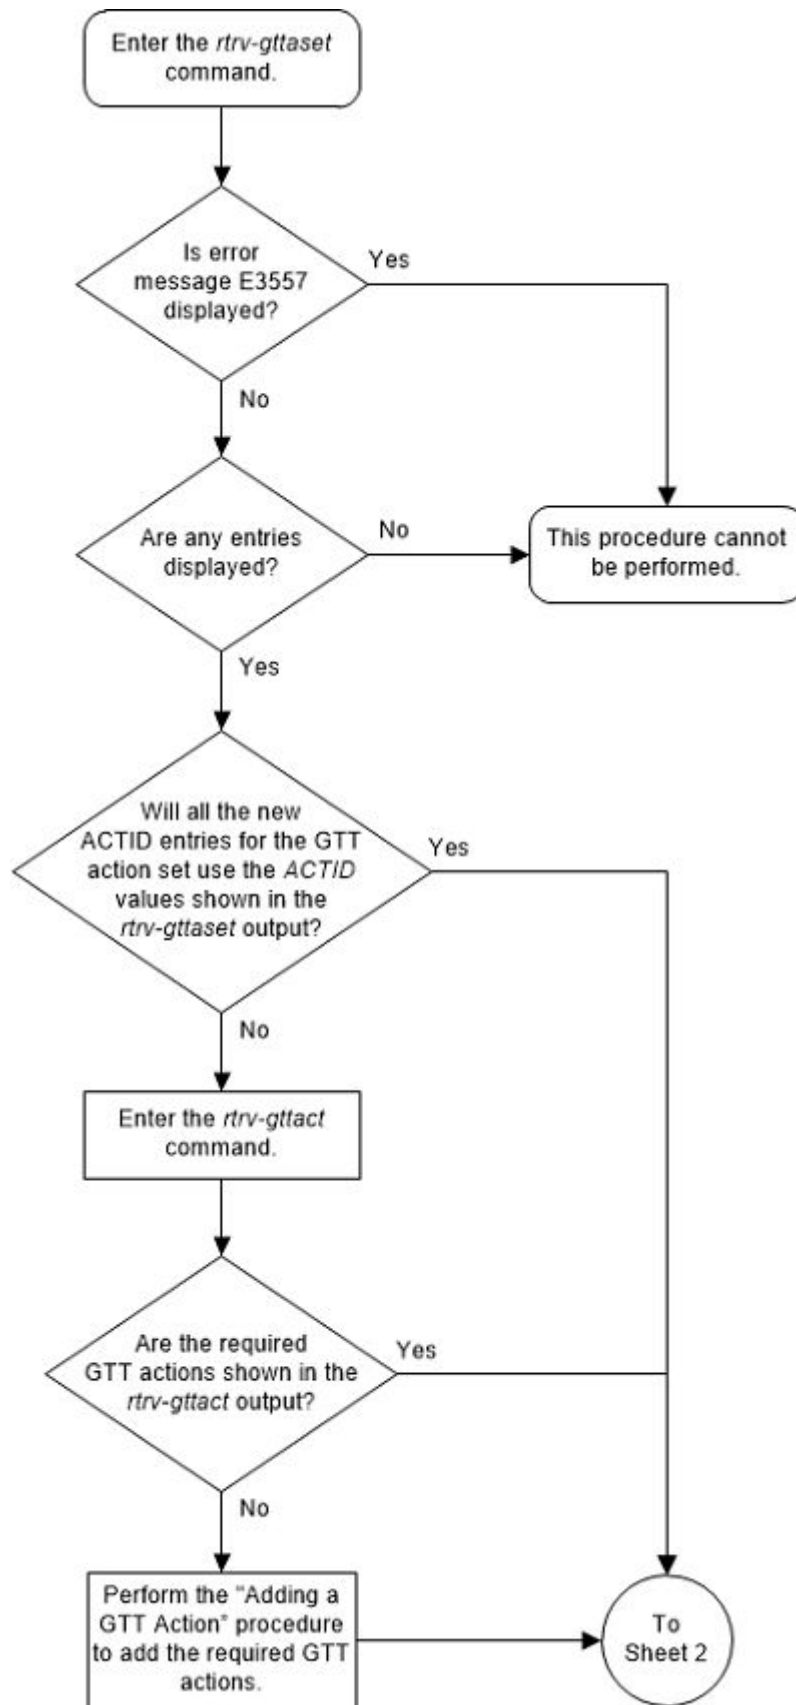 Enter the rtrv-gttaset
command.
Is error
message E3557
displayed?
Yes
No
Are any entries
displayed?
No
This procedure cannot
be performed.
Yes
Will all the new
ACTID entries for the GTT
action set use the ACTID
values shown in the
rtrv-gttaset output?
Yes
No
Enter the rtrv-gttact
command.
Are the required
GTT actions shown in the
rtrv-gttact output?
Yes
No
Perform the “Adding a
GTT Action” procedure
to add the required GTT
actions.
To
Sheet 2